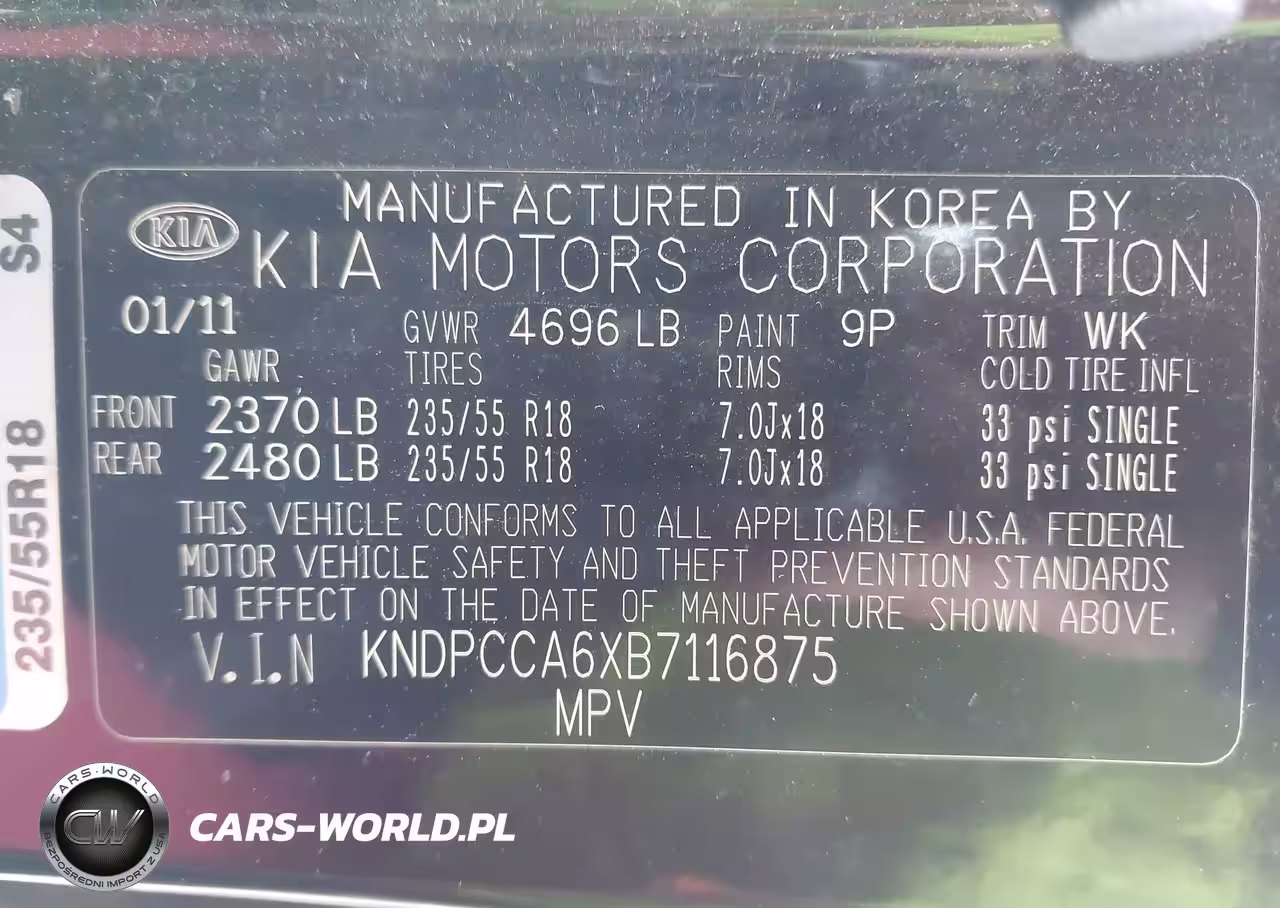 MANUFACTURED IN KOREA BY
KIA KIA MOTORS CORPORATION
01/11 GVWR 4696 LB PAINT 9P TRIM WK
GAWR TIRES RIMS COLD TIRE INFL
FRONT 2370 LB 235/55 R18 7.0Jx18 33 psi SINGLE
REAR 2480 LB 235/55 R18 7.0Jx18 33 psi SINGLE
THIS VEHICLE CONFORMS TO ALL APPLICABLE U.S.A. FEDERAL
MOTOR VEHICLE SAFETY AND THEFT PREVENTION STANDARDS
IN EFFECT ON THE DATE OF MANUFACTURE SHOWN ABOVE.
V.I.N KNDPCCA6XB7116875
MPV
235/55R18 S4
CARS-WORLD
CW
BEZPOŚREDNI IMPORT Z USA
CARS-WORLD.PL